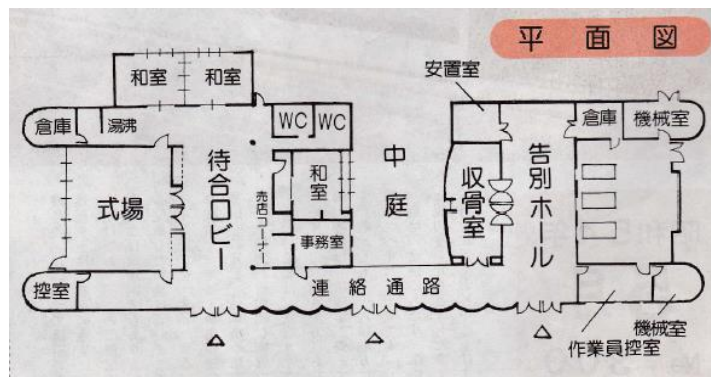 平面図
安置室
和室
和室
倉庫
湯沸
WC
WC
倉庫
機械室
式場
待合ロビー
売店コーナー
和室
事務室
中庭
収骨室
告別ホール
控室
連絡通路
機械室
作業員控室